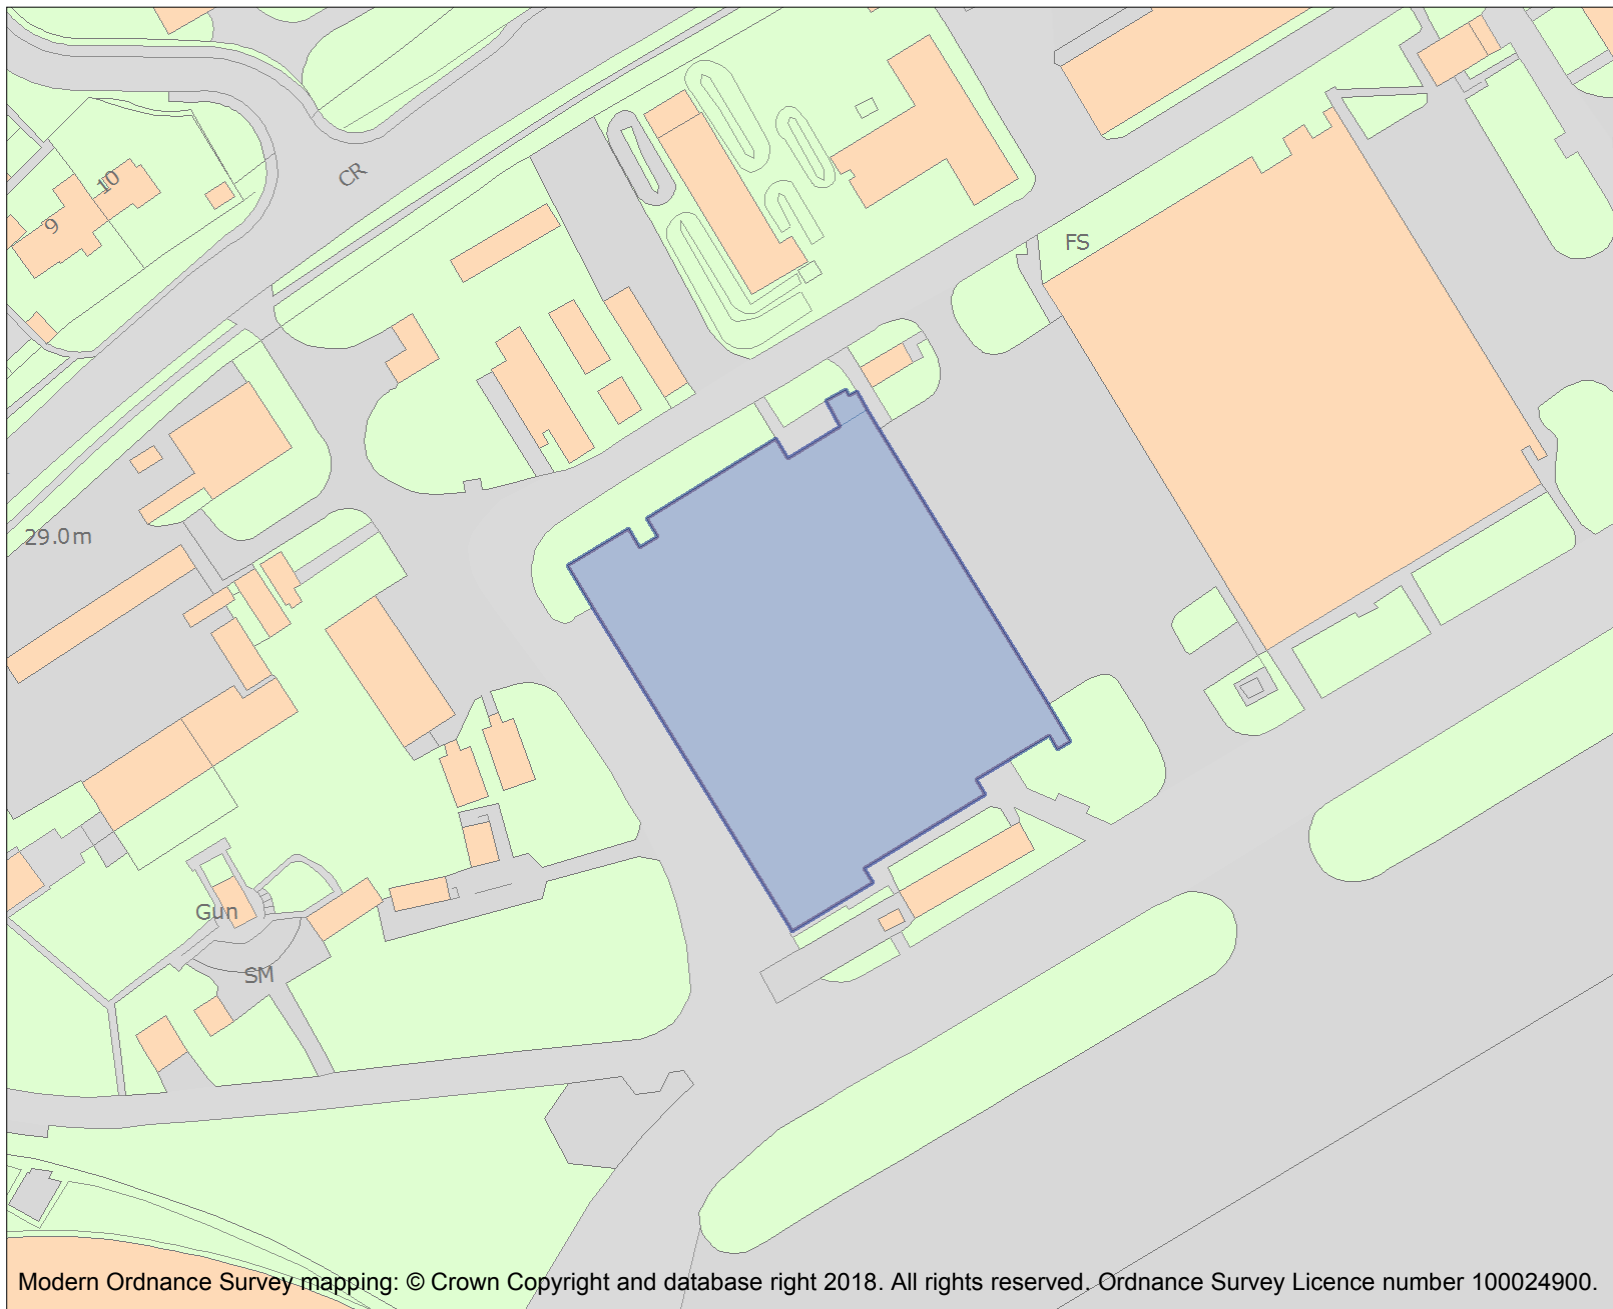 CR
10
9
FS
29.0m
Gun
SM
Modern Ordnance Survey mapping: © Crown Copyright and database right 2018. All rights reserved. Ordnance Survey Licence number 100024900.